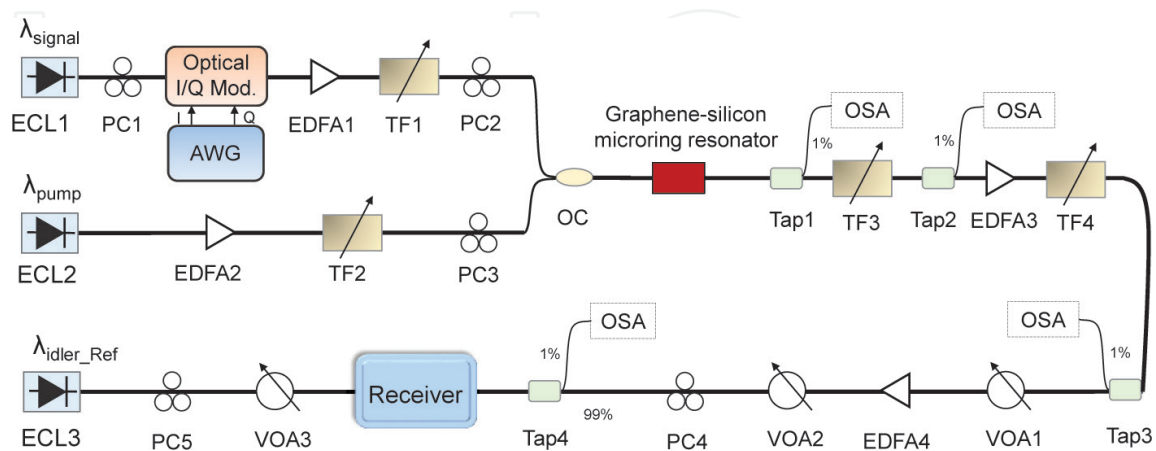 λsignal
ECL1
PC1
Optical
I/Q Mod.
I
Q
AWG
EDFA1
TF1
PC2
λpump
ECL2
EDFA2
TF2
PC3
OC
Graphene-silicon
microring resonator
OSA
1%
Tap1
TF3
OSA
1%
Tap2
EDFA3
TF4
λidler_Ref
ECL3
PC5
VOA3
Receiver
OSA
1%
Tap4
99%
PC4
VOA2
EDFA4
VOA1
OSA
1%
Tap3